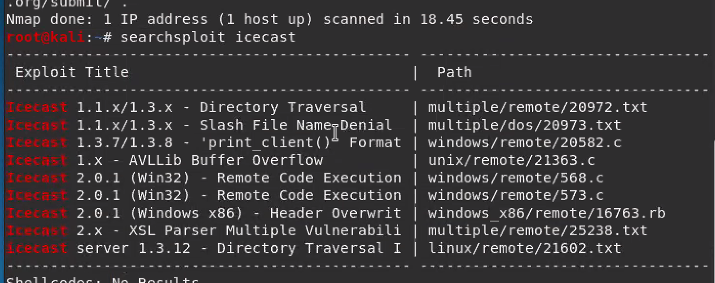 .org/submit/ .
Nmap done: 1 IP address (1 host up) scanned in 18.45 seconds
root@kali:~# searchsploit icecast
---------------------------------------- ----------------------------
 Exploit Title | Path
---------------------------------------- ----------------------------
Icecast 1.1.x/1.3.x - Directory Traversal | multiple/remote/20972.txt
Icecast 1.1.x/1.3.x - Slash File Name Denial | multiple/dos/20973.txt
Icecast 1.3.7/1.3.8 - 'print_client()' Format | windows/remote/20582.c
Icecast 1.x - AVLLib Buffer Overflow | unix/remote/21363.c
Icecast 2.0.1 (Win32) - Remote Code Execution | windows/remote/568.c
Icecast 2.0.1 (Win32) - Remote Code Execution | windows/remote/573.c
Icecast 2.0.1 (Windows x86) - Header Overwrit | windows_x86/remote/16763.rb
Icecast 2.x - XSL Parser Multiple Vulnerabili | multiple/remote/25238.txt
icecast server 1.3.12 - Directory Traversal I | linux/remote/21602.txt
---------------------------------------- ----------------------------
Shellcodes: No Results